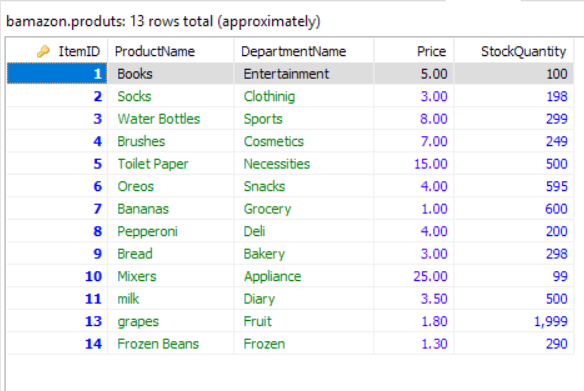 bamazon.produts: 13 rows total (approximately)
ItemID ProductName DepartmentName Price StockQuantity
1 Books Entertainment 5.00 100
2 Socks Clothinig 3.00 198
3 Water Bottles Sports 8.00 299
4 Brushes Cosmetics 7.00 249
5 Toilet Paper Necessities 15.00 500
6 Oreos Snacks 4.00 595
7 Bananas Grocery 1.00 600
8 Pepperoni Deli 4.00 200
9 Bread Bakery 3.00 298
10 Mixers Appliance 25.00 99
11 milk Diary 3.50 500
13 grapes Fruit 1.80 1,999
14 Frozen Beans Frozen 1.30 290